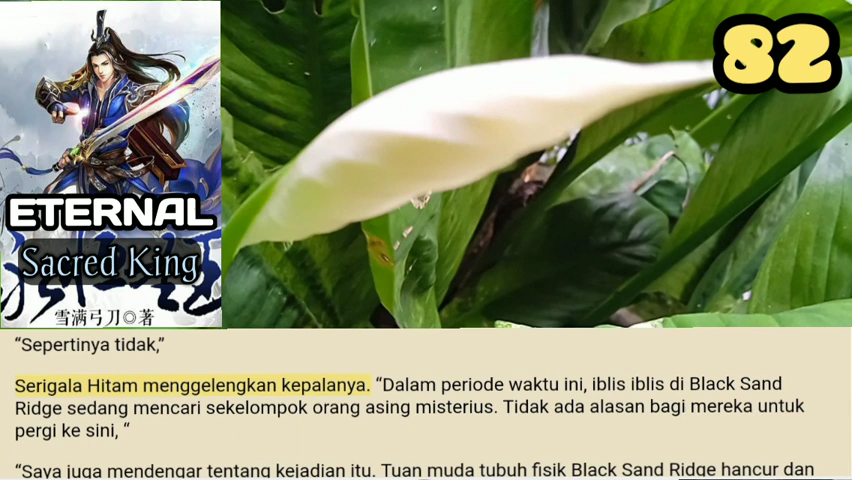 82
ETERNAL
Sacred King
雪满弓刀◎著
“Sepertinya tidak,”
Serigala Hitam menggelengkan kepalanya. “Dalam periode waktu ini, iblis iblis di Black Sand
Ridge sedang mencari sekelompok orang asing misterius. Tidak ada alasan bagi mereka untuk
pergi ke sini, “
“Saya juga mendengar tentang kejadian itu. Tuan muda tubuh fisik Black Sand Ridge hancur dan